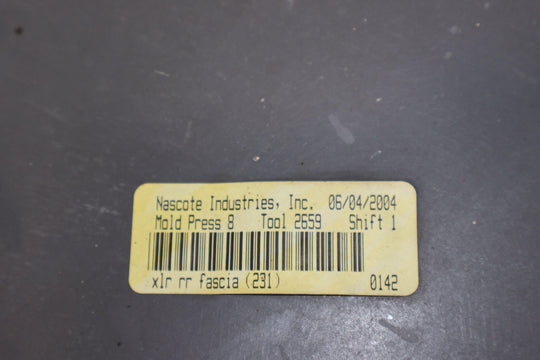 Nascote Industries, Inc. 06/04/2004
Mold Press 8 Tool 2659 Shift 1
xlr rr fascia (231) 0142